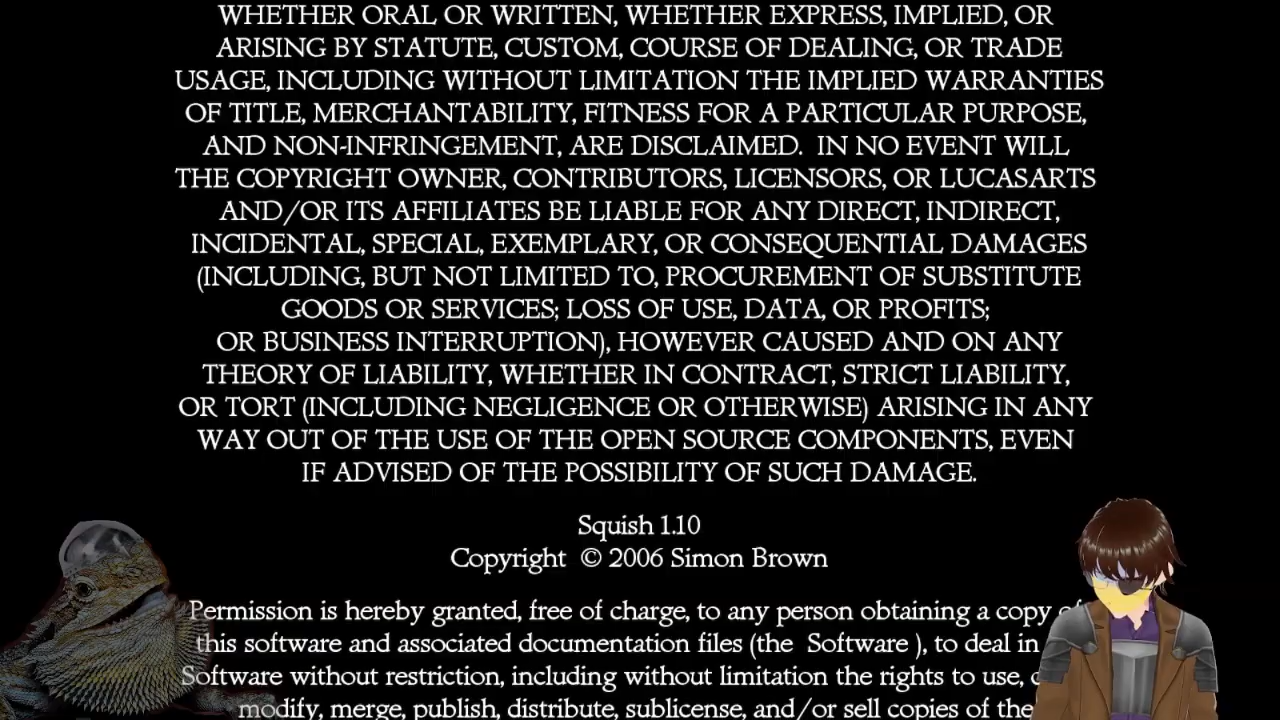 WHETHER ORAL OR WRITTEN, WHETHER EXPRESS, IMPLIED, OR
ARISING BY STATUTE, CUSTOM, COURSE OF DEALING, OR TRADE
USAGE, INCLUDING WITHOUT LIMITATION THE IMPLIED WARRANTIES
OF TITLE, MERCHANTABILITY, FITNESS FOR A PARTICULAR PURPOSE,
AND NON-INFRINGEMENT, ARE DISCLAIMED.  IN NO EVENT WILL
THE COPYRIGHT OWNER, CONTRIBUTORS, LICENSORS, OR LUCASARTS
AND/OR ITS AFFILIATES BE LIABLE FOR ANY DIRECT, INDIRECT,
INCIDENTAL, SPECIAL, EXEMPLARY, OR CONSEQUENTIAL DAMAGES
(INCLUDING, BUT NOT LIMITED TO, PROCUREMENT OF SUBSTITUTE
GOODS OR SERVICES; LOSS OF USE, DATA, OR PROFITS;
OR BUSINESS INTERRUPTION), HOWEVER CAUSED AND ON ANY
THEORY OF LIABILITY, WHETHER IN CONTRACT, STRICT LIABILITY,
OR TORT (INCLUDING NEGLIGENCE OR OTHERWISE) ARISING IN ANY
WAY OUT OF THE USE OF THE OPEN SOURCE COMPONENTS, EVEN
IF ADVISED OF THE POSSIBILITY OF SUCH DAMAGE.
Squish 1.10
Copyright  © 2006 Simon Brown
Permission is hereby granted, free of charge, to any person obtaining a copy of
this software and associated documentation files (the  Software ), to deal in
Software without restriction, including without limitation the rights to use,
modify, merge, publish, distribute, sublicense, and/or sell copies of the